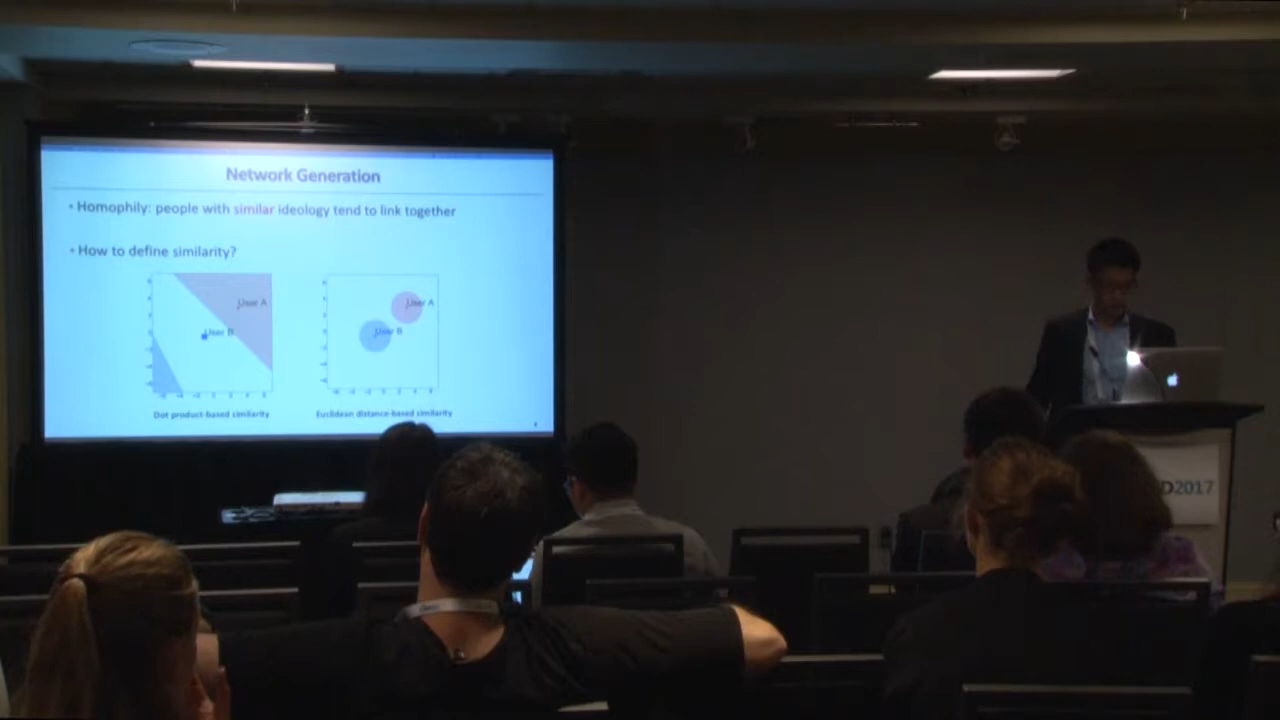 Network Generation
• Homophily: people with similar ideology tend to link together
• How to define similarity?
User A
User B
User A
User B
Dot product-based similarity
Euclidean distance-based similarity
D2017